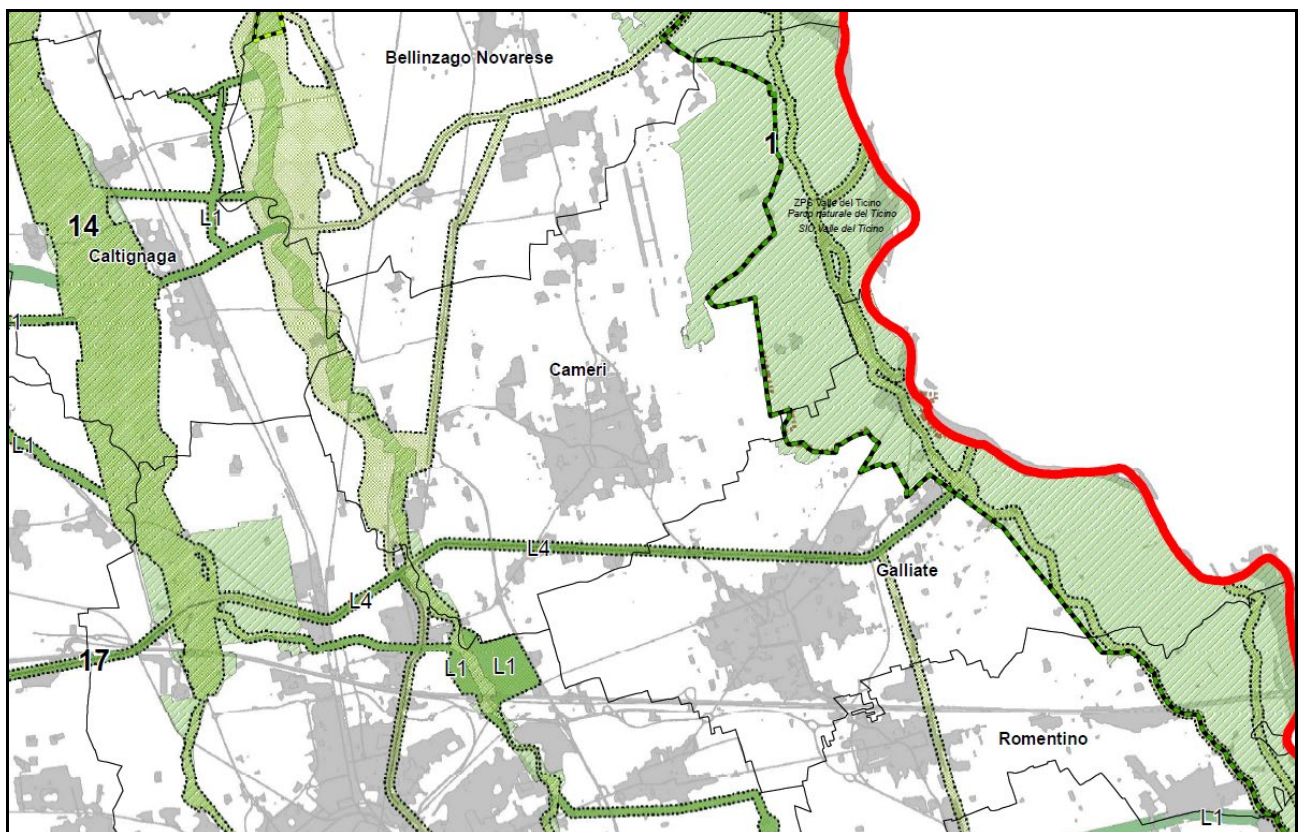 Bellinzago Novarese
1
ZPS Valle del Ticino
Parco naturale del Ticino
SIC Valle del Ticino
L1
14
Caltignaga
L1
Cameri
L1
L4
Galliate
L4
17
L1
L1
Romentino
L1